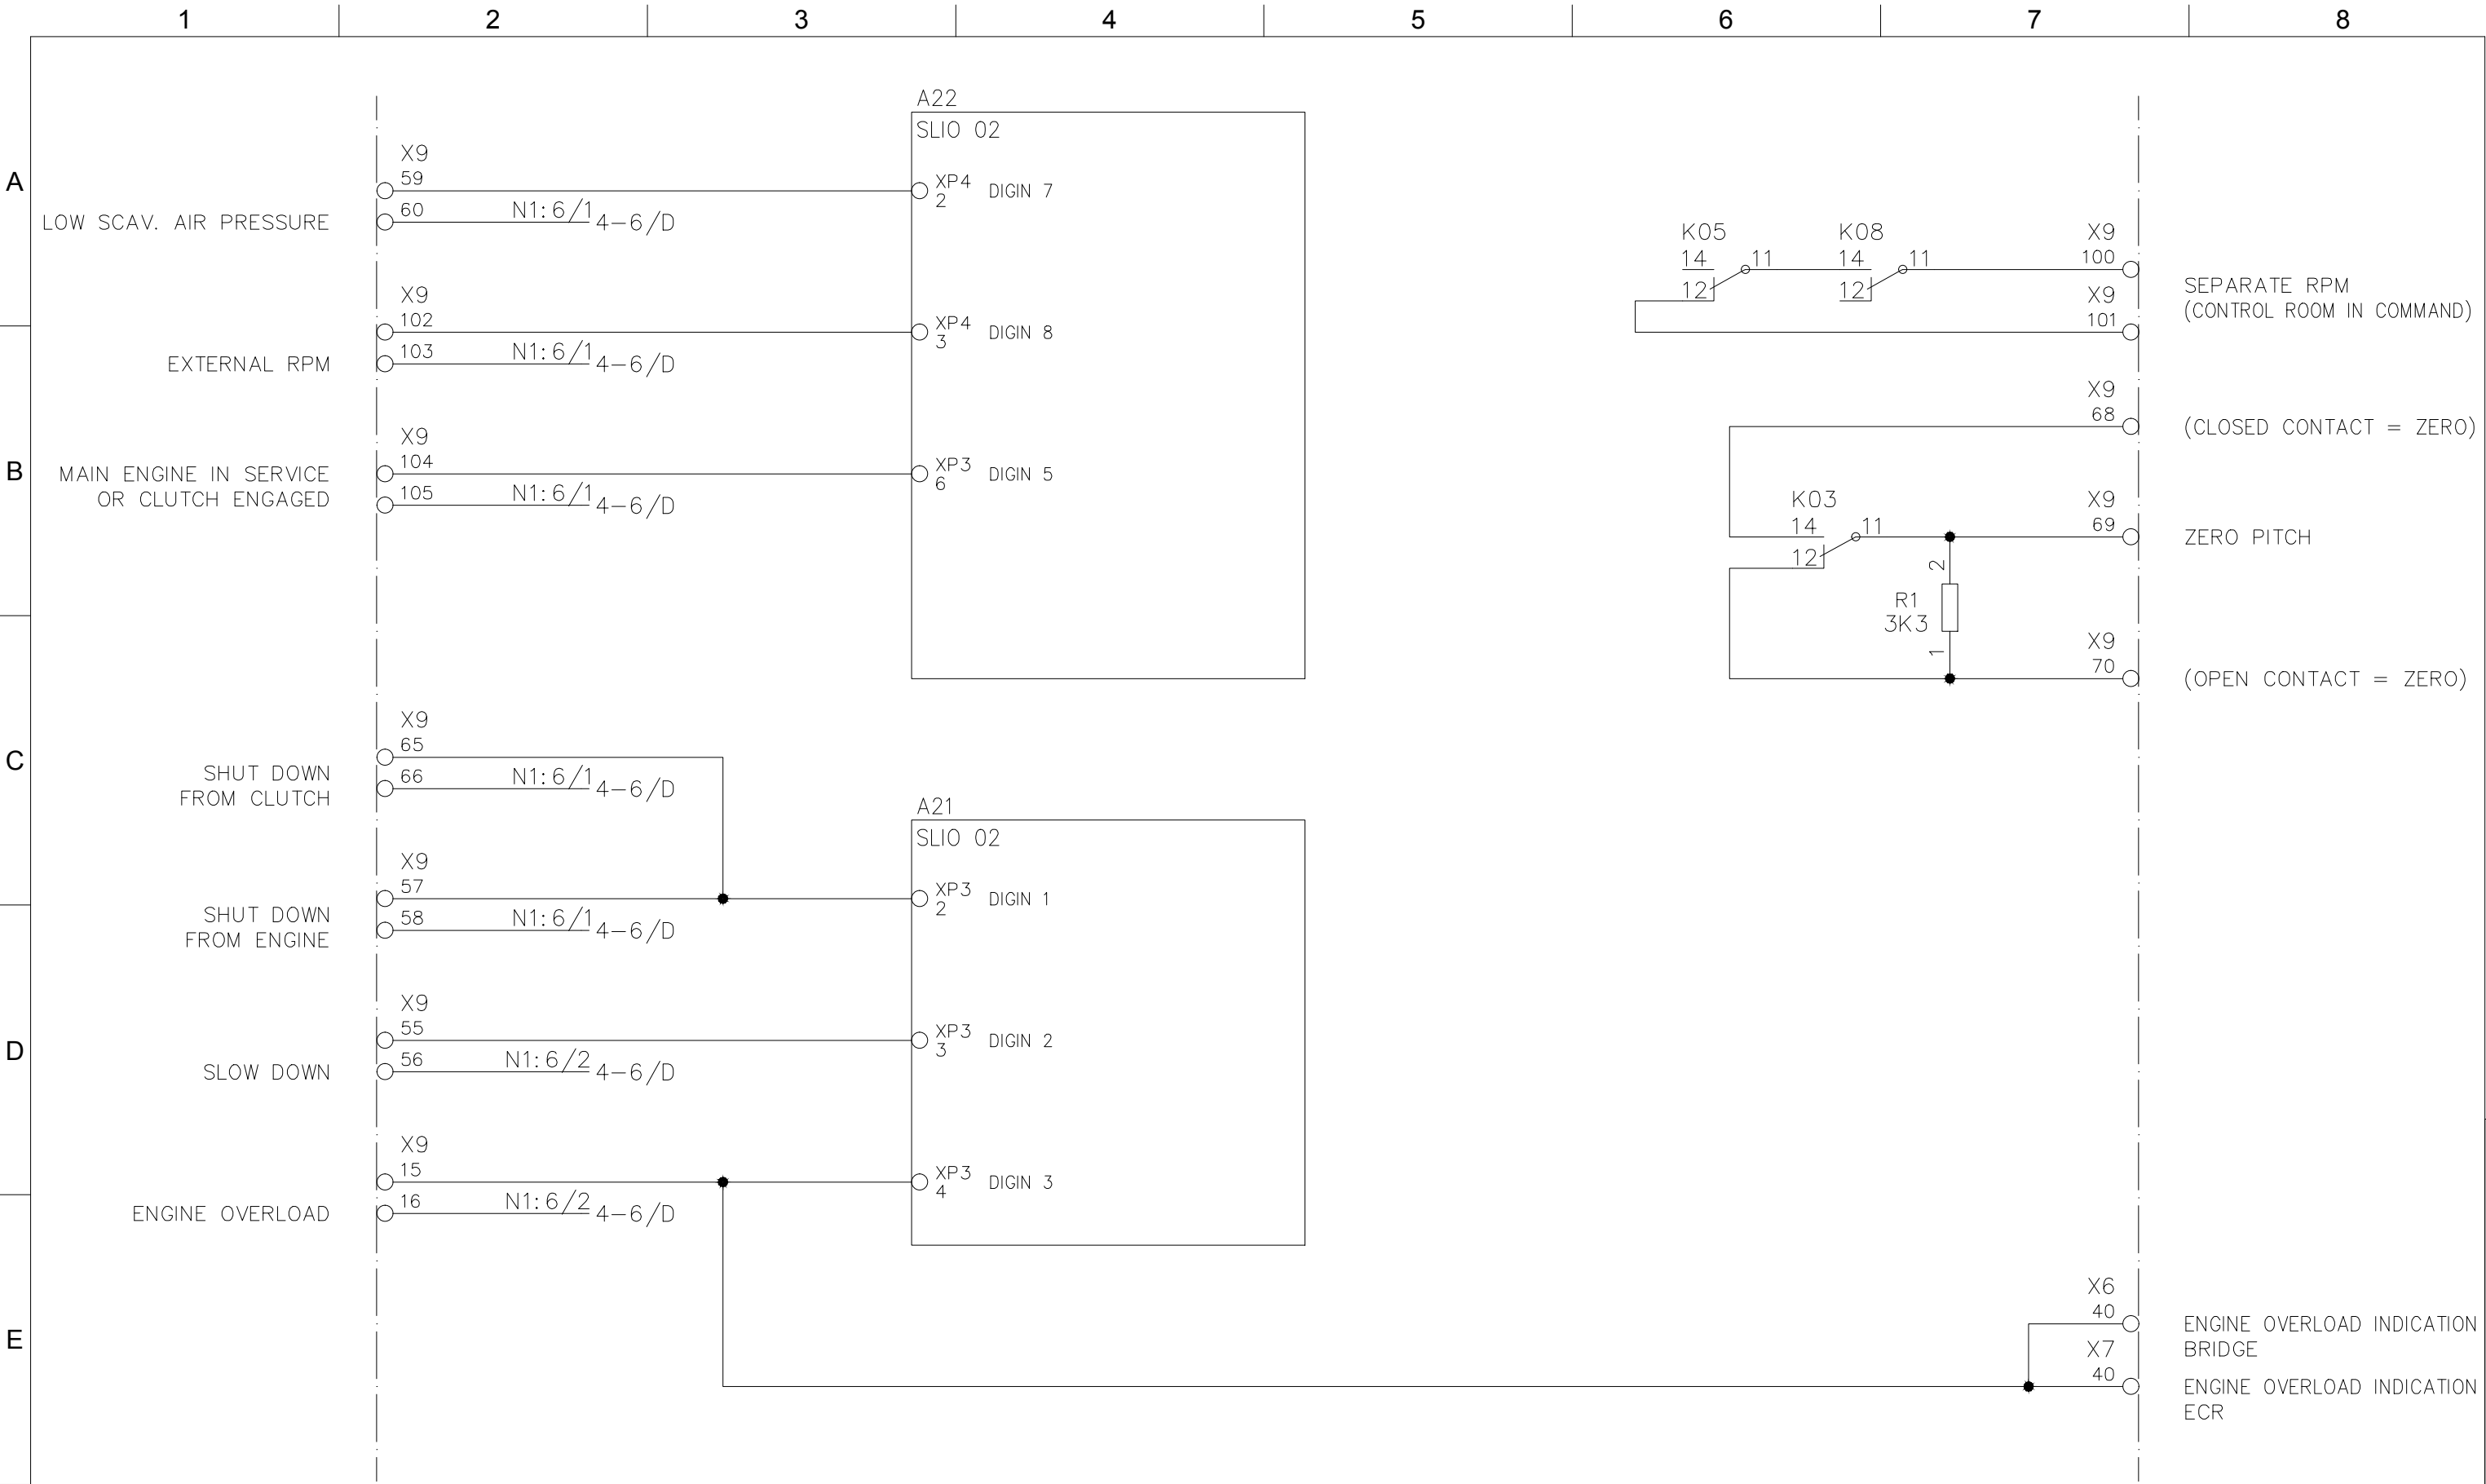 1 2 3 4 5 6 7 8
A
B
C
D
E
X9
59
60
N1:6/1
4-6/D
LOW SCAV. AIR PRESSURE
X9
102
103
N1:6/1
4-6/D
EXTERNAL RPM
X9
104
105
N1:6/1
4-6/D
MAIN ENGINE IN SERVICE
OR CLUTCH ENGAGED
X9
65
66
N1:6/1
4-6/D
SHUT DOWN
FROM CLUTCH
X9
57
58
N1:6/1
4-6/D
SHUT DOWN
FROM ENGINE
X9
55
56
N1:6/2
4-6/D
SLOW DOWN
X9
15
16
N1:6/2
4-6/D
ENGINE OVERLOAD
A22
SLIO 02
XP4
2
DIGIN 7
XP4
3
DIGIN 8
XP3
6
DIGIN 5
A21
SLIO 02
XP3
2
DIGIN 1
XP3
3
DIGIN 2
XP3
4
DIGIN 3
K05
14 11
12
K08
14 11
12
X9
100
X9
101
SEPARATE RPM
(CONTROL ROOM IN COMMAND)
X9
68
(CLOSED CONTACT = ZERO)
K03
14 11
12
X9
69
ZERO PITCH
2
R1
3K3
1
X9
70
(OPEN CONTACT = ZERO)
X6
40
ENGINE OVERLOAD INDICATION
BRIDGE
X7
40
ENGINE OVERLOAD INDICATION
ECR